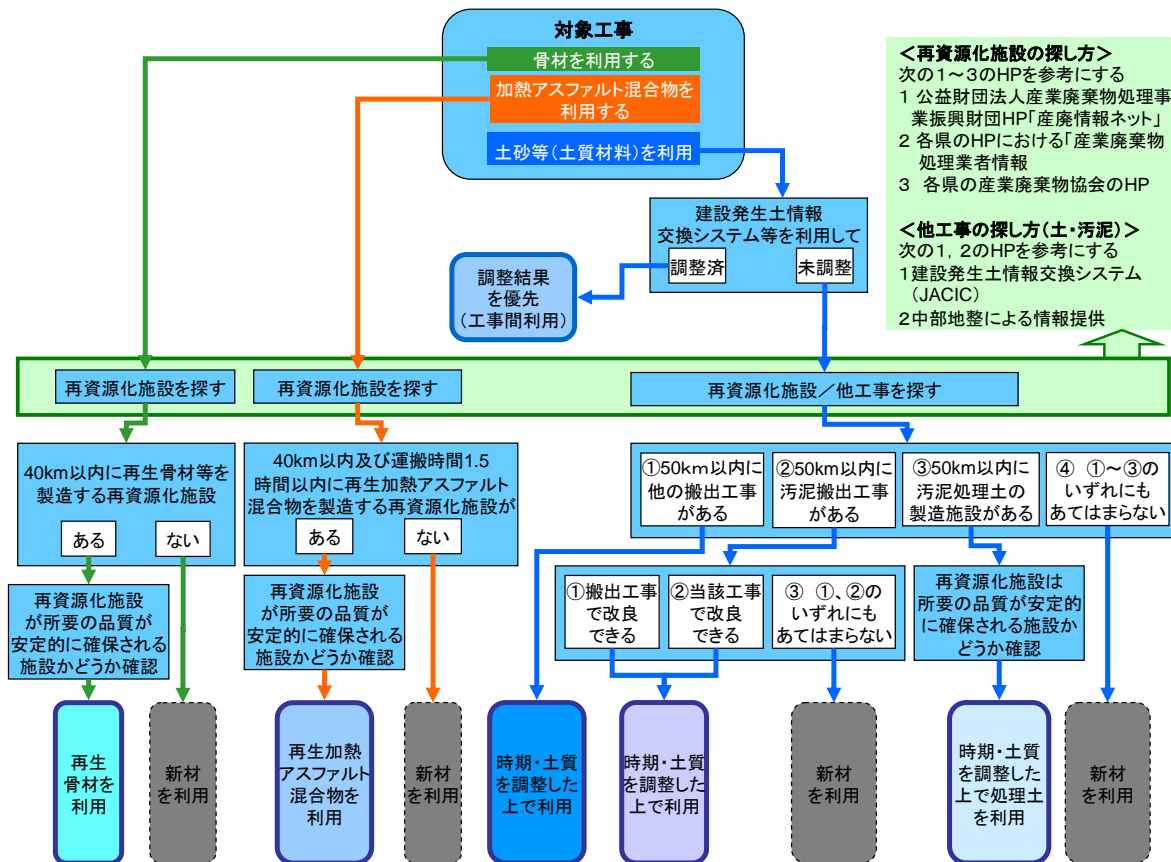 対象工事
骨材を利用する
加熱アスファルト混合物を
利用する
土砂等(土質材料)を利用
<再資源化施設の探し方>
次の1~3のHPを参考にする
1 公益財団法人産業廃棄物処理事
業振興財団HP「産廃情報ネット」
2 各県のHPにおける「産業廃棄物
処理業者情報
3 各県の産業廃棄物協会のHP
<他工事の探し方(土・汚泥)>
次の1,2のHPを参考にする
1建設発生土情報交換システム
(JACIC)
2中部地整による情報提供
建設発生土情報
交換システム等を利用して
調整済
未調整
調整結果
を優先
(工事間利用)
再資源化施設を探す
再資源化施設を探す
再資源化施設/他工事を探す
40km以内に再生骨材等を
製造する再資源化施設
ある
ない
40km以内及び運搬時間1.5
時間以内に再生加熱アスファルト
混合物を製造する再資源化施設が
ある
ない
①50km以内に
他の搬出工事
がある
②50km以内に
汚泥搬出工事
がある
③50km以内に
汚泥処理土の
製造施設がある
④ ①~③の
いずれにも
あてはまらない
再資源化施設
が所要の品質が
安定的に確保される
施設かどうか確認
再資源化施設
が所要の品質が
安定的に確保される
施設かどうか確認
①搬出工事
で改良
できる
②当該工事
で改良
できる
③ ①、②の
いずれにも
あてはまらない
再資源化施設は
所要の品質が安定的
に確保される施設か
どうか確認
再生
骨材を
利用
新材
を利用
再生加熱
アスファルト
混合物を
利用
新材
を利用
時期・土質
を調整した
上で利用
時期・土質
を調整した
上で利用
新材
を利用
時期・土質
を調整した
上で処理土
を利用
新材
を利用